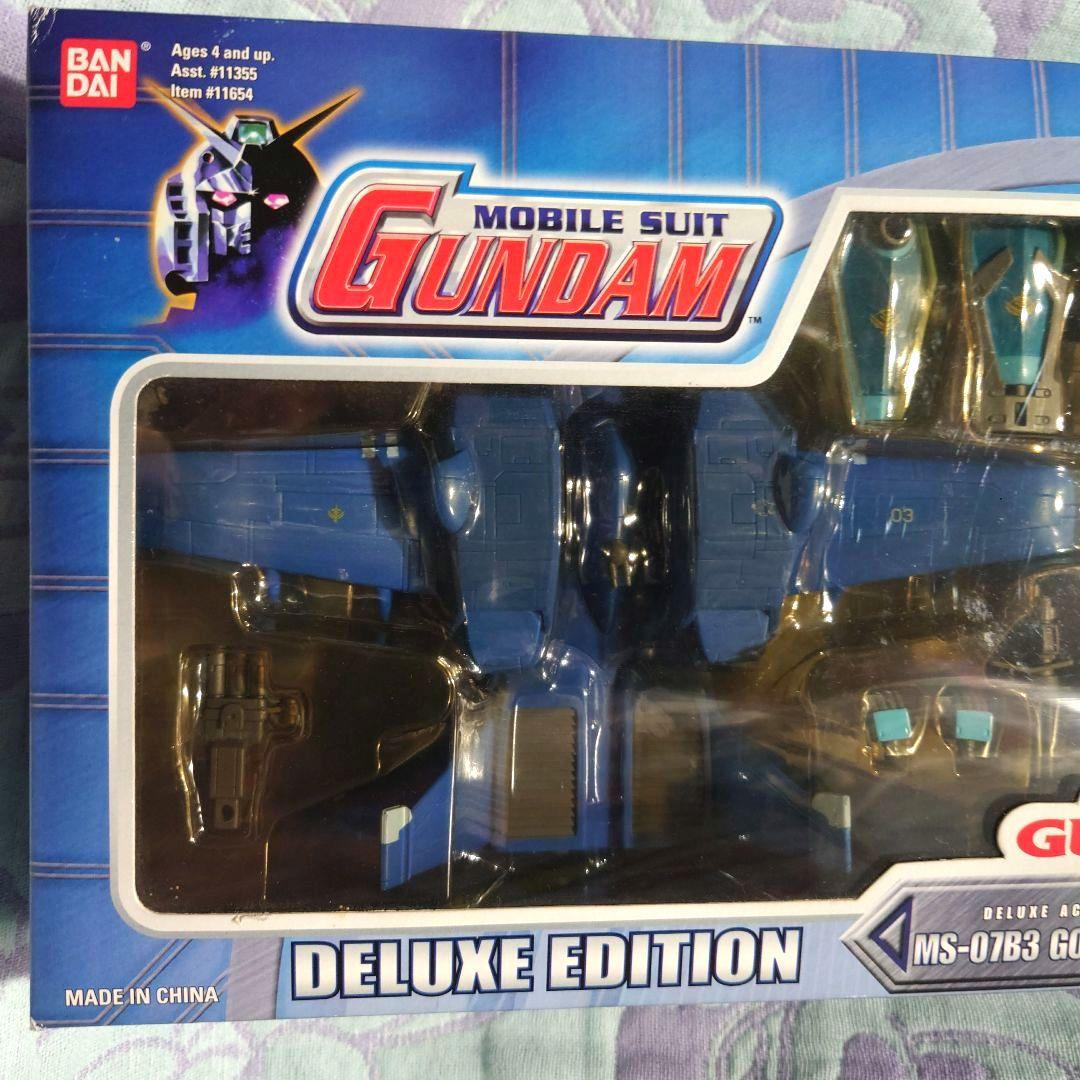 BAN
DAI
®
Ages 4 and up.
Asst. #11355
Item #11654
MOBILE SUIT
GUNDAM
TM
03
GU
DELUXE AC
MS-07B3 GO
DELUXE EDITION
MADE IN CHINA